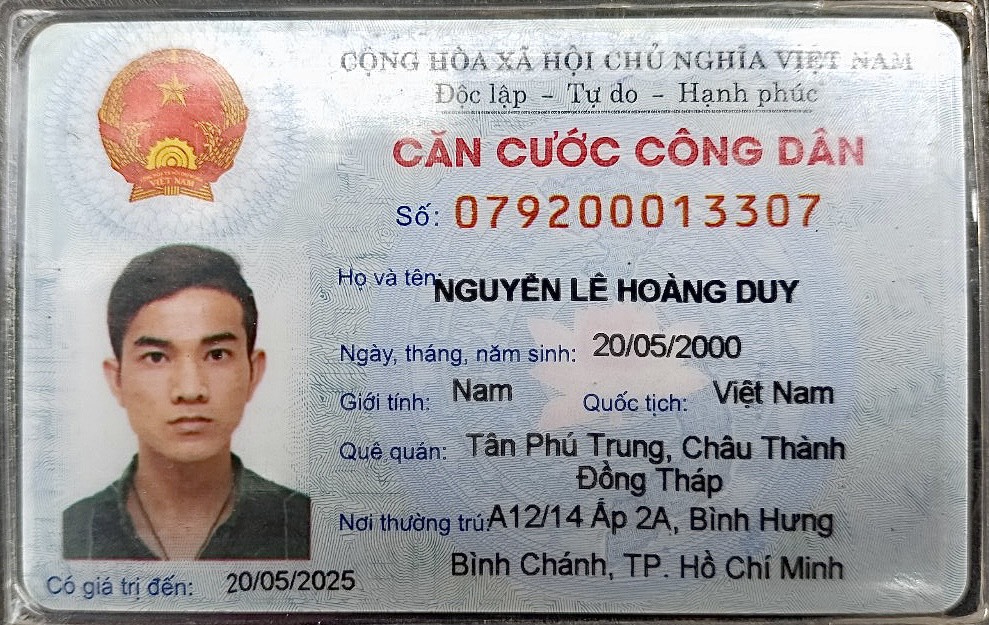 CỘNG HÒA XÃ HỘI CHỦ NGHĨA VIỆT NAM
Độc lập - Tự do - Hạnh phúc
CĂN CƯỚC CÔNG DÂN
Số: 079200013307
Họ và tên: NGUYỄN LÊ HOÀNG DUY
Ngày, tháng, năm sinh: 20/05/2000
Giới tính: Nam Quốc tịch: Việt Nam
Quê quán: Tân Phú Trung, Châu Thành
Đồng Tháp
Nơi thường trú: A12/14 Ấp 2A, Bình Hưng
Bình Chánh, TP. Hồ Chí Minh
Có giá trị đến: 20/05/2025
VIỆT NAM